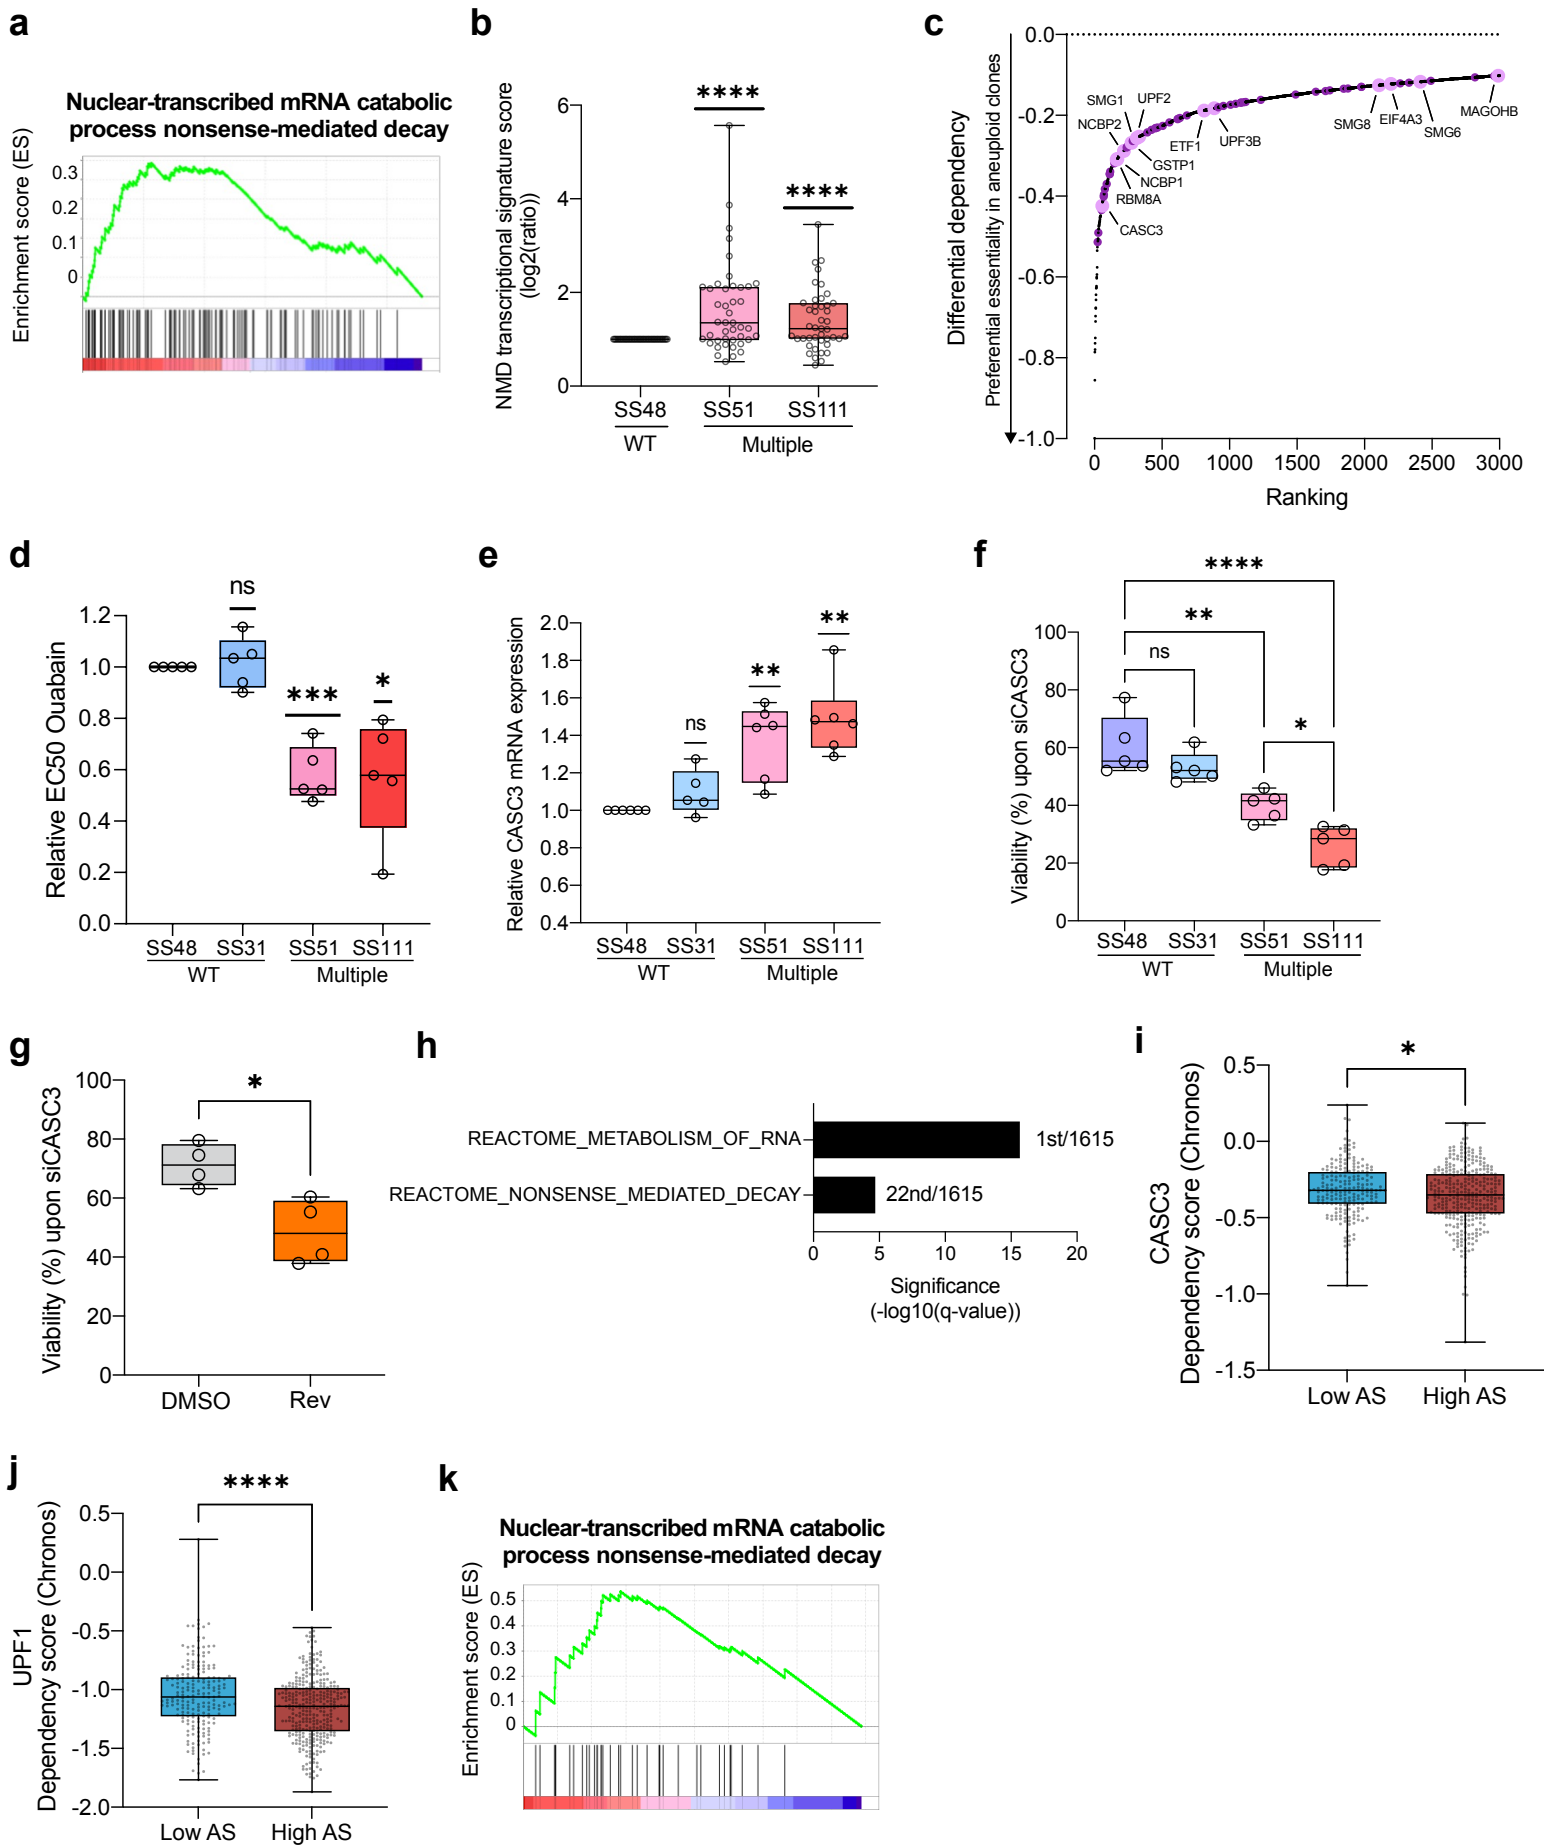 a
Nuclear-transcribed mRNA catabolic
process nonsense-mediated decay
Enrichment score (ES)
0.3
0.2
0.1
0
b
NMD transcriptional signature score
(log2(ratio))
6
4
2
0
****
****
SS48
SS51
SS111
WT
Multiple
c
Differential dependency
Preferential essentiality in aneuploid clones
0.0
-0.2
-0.4
-0.6
-0.8
-1.0
SMG1
UPF2
NCBP2
ETF1
UPF3B
GSTP1
NCBP1
RBM8A
CASC3
SMG8
EIF4A3
SMG6
MAGOHB
0
500
1000
1500
2000
2500
3000
Ranking
d
Relative EC50 Ouabain
1.2
1.0
0.8
0.6
0.4
0.2
0.0
ns
***
*
SS48
SS31
SS51
SS111
WT
Multiple
e
Relative CASC3 mRNA expression
2.0
1.8
1.6
1.4
1.2
1.0
0.8
0.6
0.4
ns
**
**
SS48
SS31
SS51
SS111
WT
Multiple
f
Viability (%) upon siCASC3
100
80
60
40
20
0
****
**
ns
*
SS48
SS31
SS51
SS111
WT
Multiple
g
Viability (%) upon siCASC3
100
80
60
40
20
0
*
DMSO
Rev
h
REACTOME_METABOLISM_OF_RNA
1st/1615
REACTOME_NONSENSE_MEDIATED_DECAY
22nd/1615
0
5
10
15
20
Significance
(-log10(q-value))
i
CASC3
Dependency score (Chronos)
0.5
0.0
-0.5
-1.0
-1.5
*
Low AS
High AS
j
UPF1
Dependency score (Chronos)
0.5
0.0
-0.5
-1.0
-1.5
-2.0
****
Low AS
High AS
k
Nuclear-transcribed mRNA catabolic
process nonsense-mediated decay
Enrichment score (ES)
0.5
0.4
0.3
0.2
0.1
0